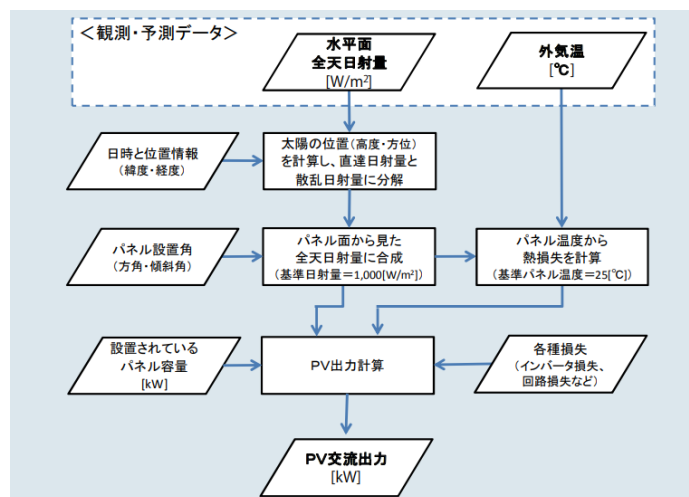 ＜観測・予測データ＞
水平面
全天日射量
[W/m²]
外気温
[℃]
日時と位置情報
（緯度・経度）
太陽の位置（高度・方位）
を計算し、直達日射量と
散乱日射量に分解
パネル設置角
（方角・傾斜角）
パネル面から見た
全天日射量に合成
（基準日射量＝1,000[W/m²]）
パネル温度から
熱損失を計算
（基準パネル温度＝25[℃]）
設置されている
パネル容量
[kW]
PV出力計算
各種損失
（インバータ損失、
回路損失など）
PV交流出力
[kW]